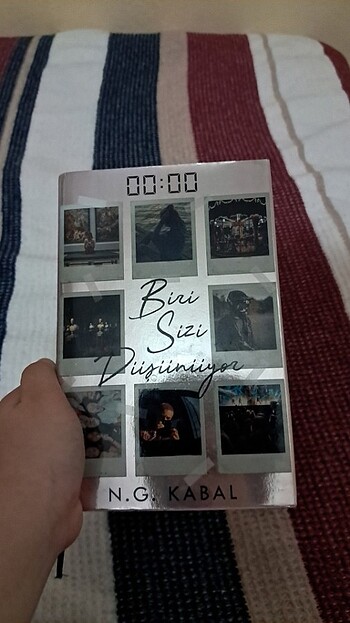 00:00
Biri
Sizi
Düşünüyor
N.G. KABAL